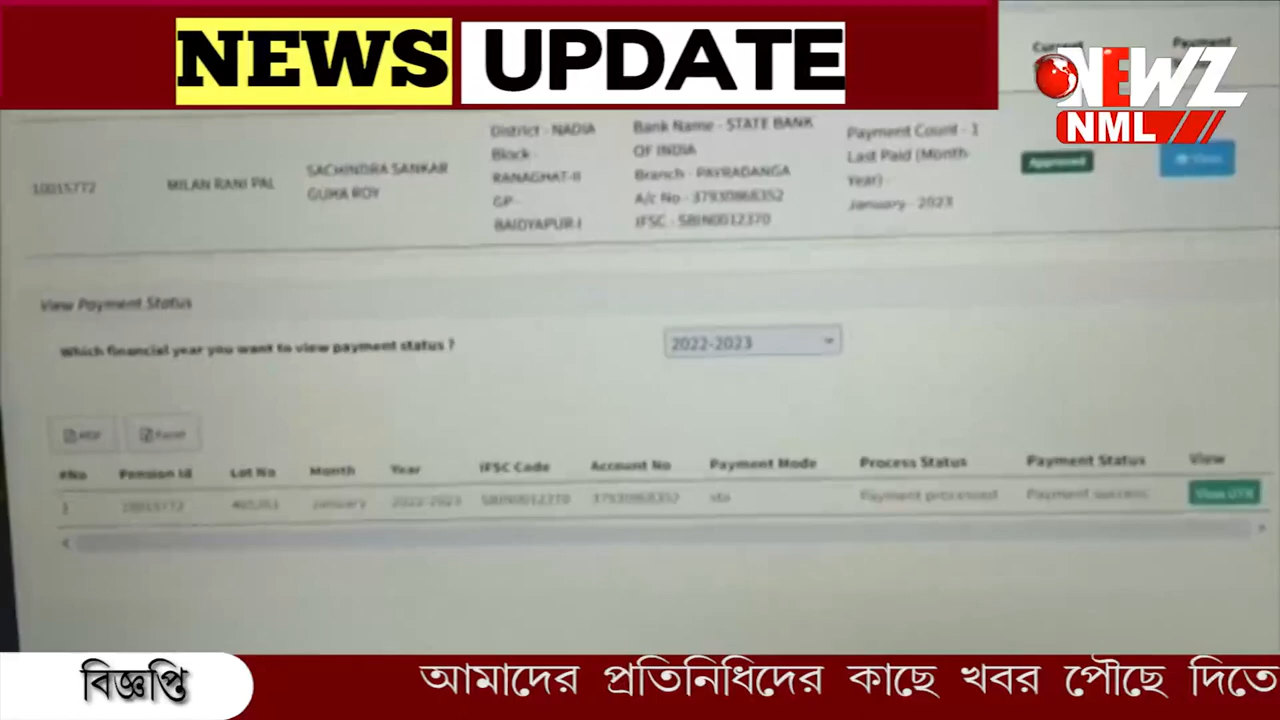 NEWS UPDATE
NEWZ
NML
Current
Payment
10015772
MILAN RANI PAL
SACHINDRA SANKAR
GUHA ROY
District - NADIA
Block -
RANAGHAT-II
GP -
BAIDYAPUR-I
Bank Name - STATE BANK
OF INDIA
Branch - PAYRADANGA
A/c No - 37930868352
IFSC - SBIN0012370
Payment Count - 1
Last Paid (Month-
Year) -
January - 2023
Approved
View
View Payment Status
Which financial year you want to view payment status ?
2022-2023
PDF
Excel
#No Pension Id Lot No Month Year IFSC Code Account No Payment Mode Process Status Payment Status View
1 10015772 January 2022-2023 SBIN0012370 37930868352 Payment processed Payment success View UTR
বিজ্ঞপ্তি
আমাদের প্রতিনিধিদের কাছে খবর পৌছে দিতে